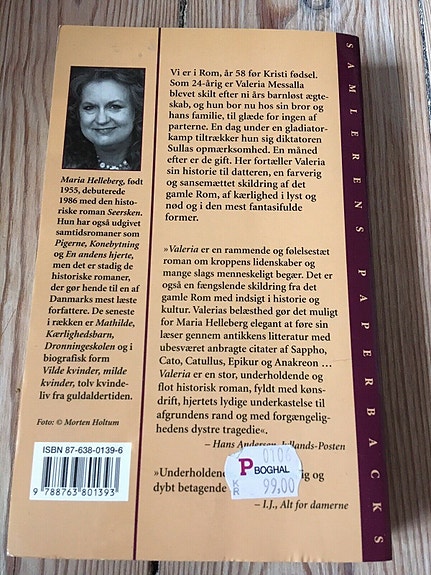 Vi er i Rom, år 58 før Kristi fødsel.
Som 24-årig er Valeria Messalla
blevet skilt efter ni års barnløst ægte-
skab, og hun bor nu hos sin bror og
hans familie, til glæde for ingen af
parterne. En dag under en gladiator-
kamp tiltrækker hun sig diktatoren
Sullas opmærksomhed. En måned
efter er de gift. Her fortæller Valeria
sin historie til datteren, en farverig
og sansemættet skildring af det
gamle Rom, af kærlighed i lyst og
nød og i den mest fantasifulde
former.
»Valeria er en rammende og følelsestæt
roman om kroppens lidenskaber og
mange slags menneskeligt begær. Det er
også en fængslende skildring fra det
gamle Rom med indsigt i historie og
kultur. Valerias belæsthed gør det muligt
for Maria Helleberg elegant at føre sin
læser gennem antikkens litteratur med
ubesværet anbragte citater af Sappho,
Cato, Catullus, Epikur og Anakreon ...
Valeria er en stor, underholdende og
flot historisk roman, fyldt med køns-
drift, hjertets lydige underkastelse til
afgrundens rand og med forgængelig-
hedens dystre tragedie«.
– Hans Andersen, Jyllands-Posten
»Underholdende
ig og
dybt betagende
– I.J., Alt for damerne
Maria Helleberg, født
1955, debuterede
1986 med den histo-
riske roman Seersken.
Hun har også udgivet
samtidsromaner som
Pigerne, Konebytning
og En andens hjerte,
men det er stadig de
historiske romaner,
der gør hende til en af
Danmarks mest læste
forfattere. De seneste
i rækken er Mathilde,
Kærlighedsbarn,
Dronningeskolen og i
biografisk form
Vilde kvinder, milde
kvinder, tolv kvinde-
liv fra guldaldertiden.
Foto: © Morten Holtum
ISBN 87-638-0139-6
9 788763 801393
0106
P BOGHAL
KR 99,00
SAMLERENS PAPERBACKS